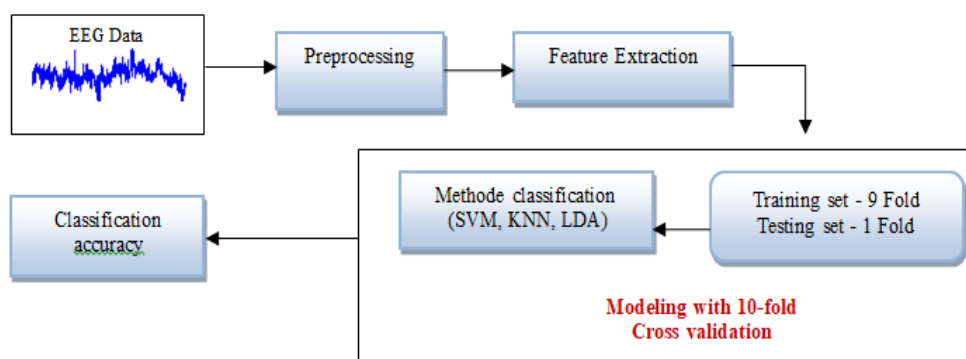 EEG Data
Preprocessing
Feature Extraction
Training set - 9 Fold
Testing set - 1 Fold
Methode classification
(SVM, KNN, LDA)
Modeling with 10-fold
Cross validation
Classification
accuracy